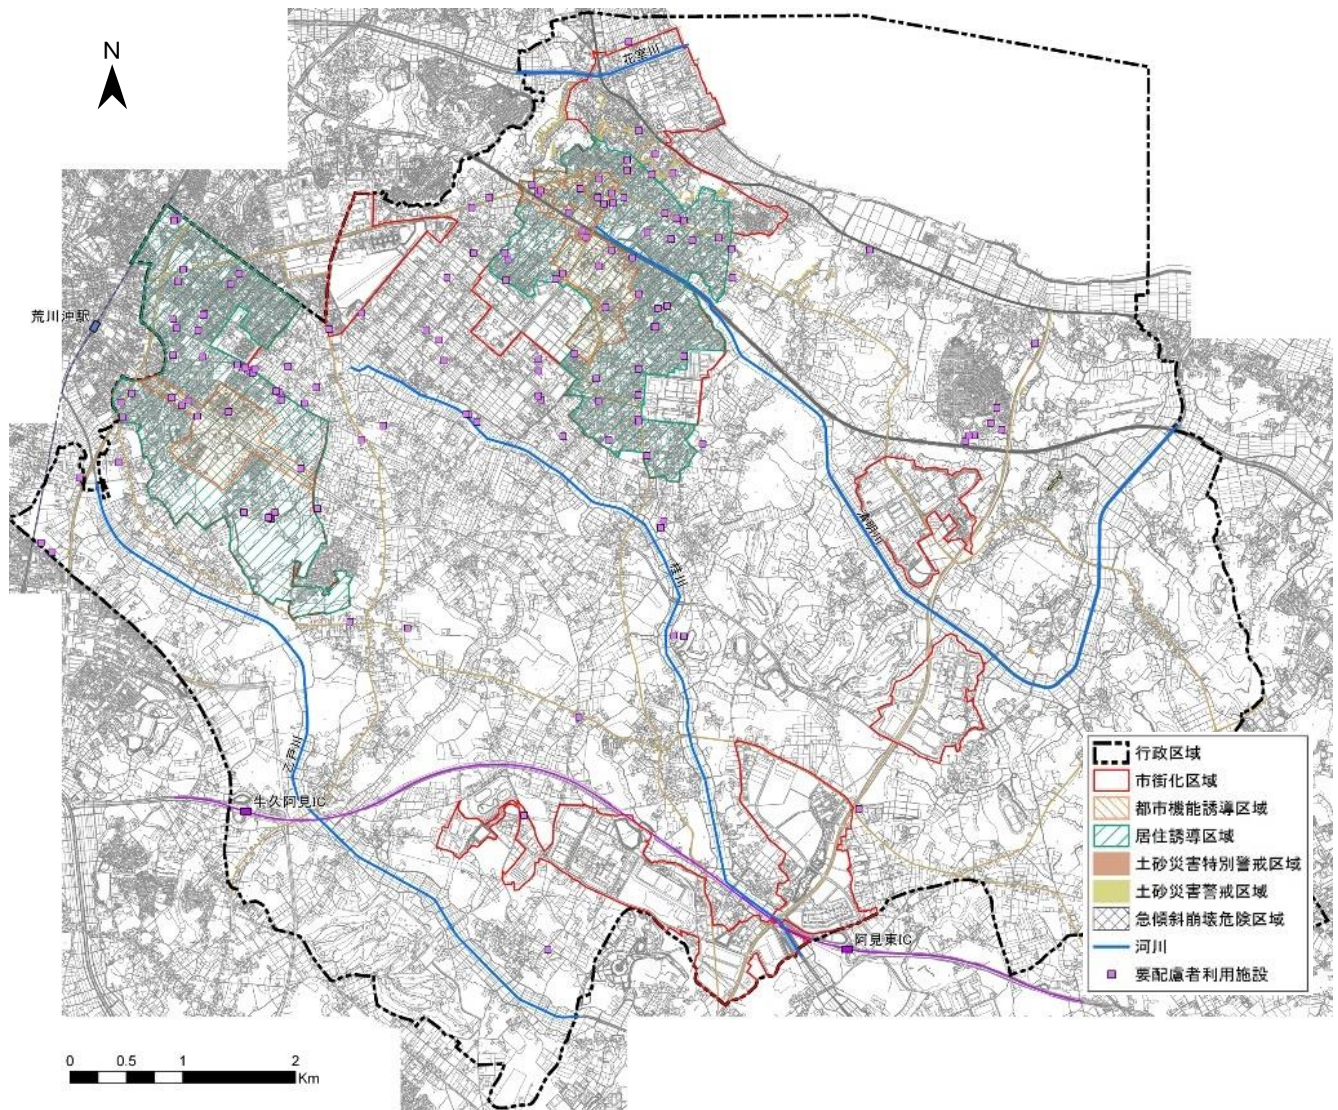 N
花室川
荒川沖駅
清明川
桂川
乙戸川
牛久阿見IC
阿見東IC
行政区域
市街化区域
都市機能誘導区域
居住誘導区域
土砂災害特別警戒区域
土砂災害警戒区域
急傾斜崩壊危険区域
河川
要配慮者利用施設
0 0.5 1 2
Km